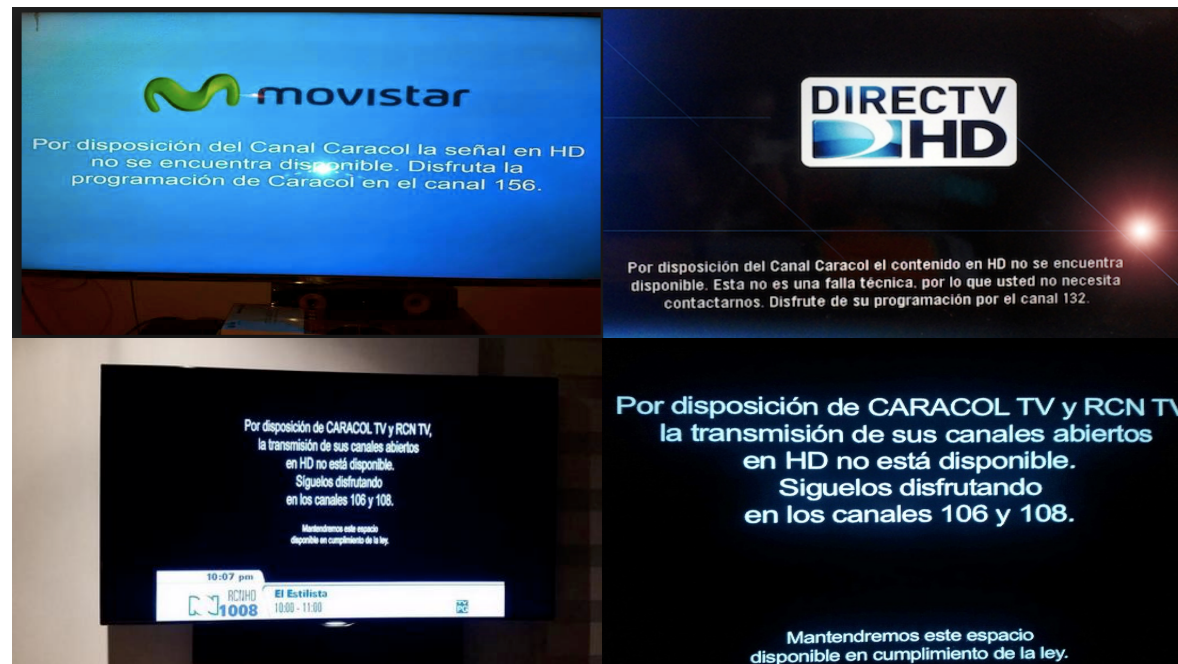 movistar
Por disposición del Canal Caracol la señal en HD
no se encuentra disponible. Disfruta la
programación de Caracol en el canal 156.
DIRECTV
HD
Por disposición del Canal Caracol el contenido en HD no se encuentra
disponible. Esta no es una falla técnica, por lo que usted no necesita
contactarnos. Disfrute de su programación por el canal 132.
Por disposición de CARACOL TV y RCN TV,
la transmisión de sus canales abiertos
en HD no está disponible.
Siguelos disfrutando
en los canales 106 y 108.
Mantendremos este espacio
disponible en cumplimiento de la ley.
10:07 pm
RCNHD
1008
El Estilista
10:00 - 11:00
Por disposición de CARACOL TV y RCN TV
la transmisión de sus canales abiertos
en HD no está disponible.
Siguelos disfrutando
en los canales 106 y 108.
Mantendremos este espacio
disponible en cumplimiento de la ley.